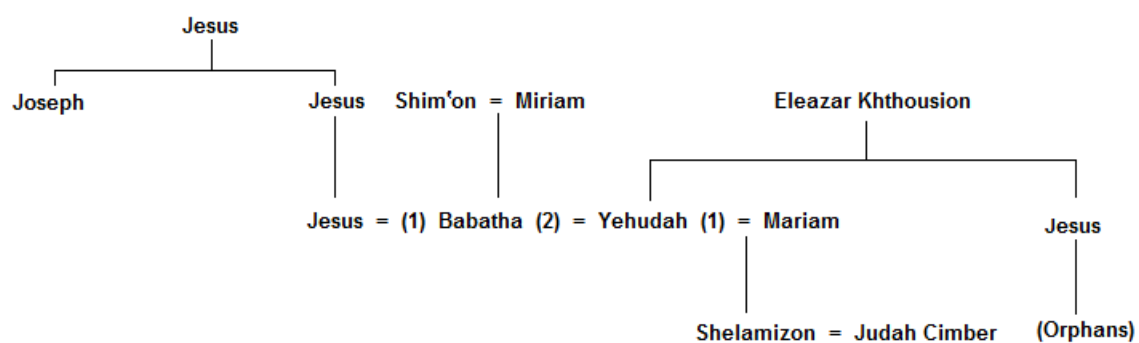 Jesus
Joseph Jesus Shim‛on = Miriam Eleazar Khthousion
Jesus = (1) Babatha (2) = Yehudah (1) = Mariam Jesus
Shelamizon = Judah Cimber (Orphans)